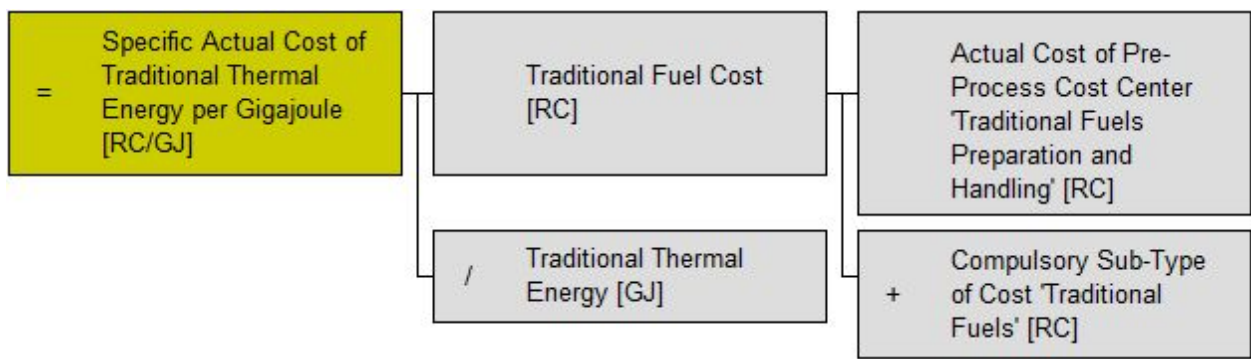 =
Specific Actual Cost of
Traditional Thermal
Energy per Gigajoule
[RC/GJ]
Traditional Fuel Cost
[RC]
Actual Cost of Pre-
Process Cost Center
'Traditional Fuels
Preparation and
Handling' [RC]
/
Traditional Thermal
Energy [GJ]
+
Compulsory Sub-Type
of Cost 'Traditional
Fuels' [RC]